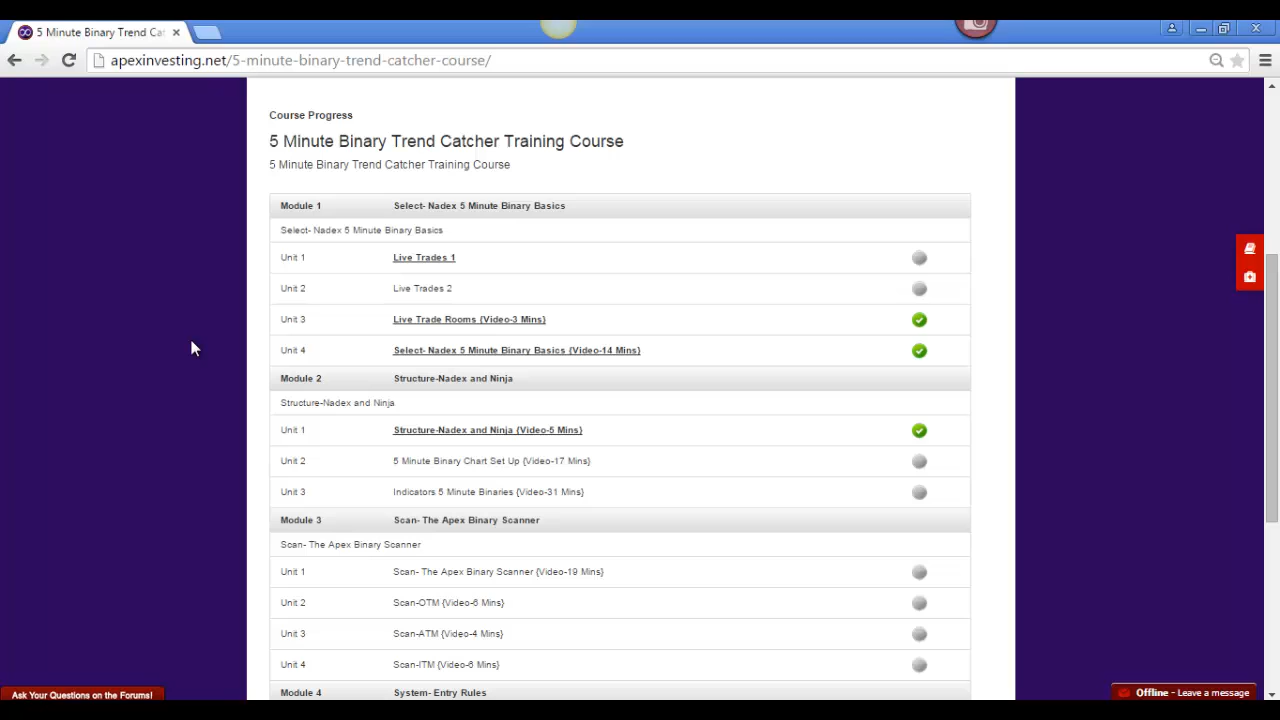 5 Minute Binary Trend Cat
apexinvesting.net/5-minute-binary-trend-catcher-course/
Course Progress
5 Minute Binary Trend Catcher Training Course
5 Minute Binary Trend Catcher Training Course
Module 1 Select- Nadex 5 Minute Binary Basics
Select- Nadex 5 Minute Binary Basics
Unit 1 Live Trades 1
Unit 2 Live Trades 2
Unit 3 Live Trade Rooms {Video-3 Mins}
Unit 4 Select- Nadex 5 Minute Binary Basics {Video-14 Mins}
Module 2 Structure-Nadex and Ninja
Structure-Nadex and Ninja
Unit 1 Structure-Nadex and Ninja {Video-5 Mins}
Unit 2 5 Minute Binary Chart Set Up {Video-17 Mins}
Unit 3 Indicators 5 Minute Binaries {Video-31 Mins}
Module 3 Scan- The Apex Binary Scanner
Scan- The Apex Binary Scanner
Unit 1 Scan- The Apex Binary Scanner {Video-19 Mins}
Unit 2 Scan-OTM {Video-6 Mins}
Unit 3 Scan-ATM {Video-4 Mins}
Unit 4 Scan-ITM {Video-6 Mins}
Module 4 System- Entry Rules
Ask Your Questions on the Forums!
Offline - Leave a message